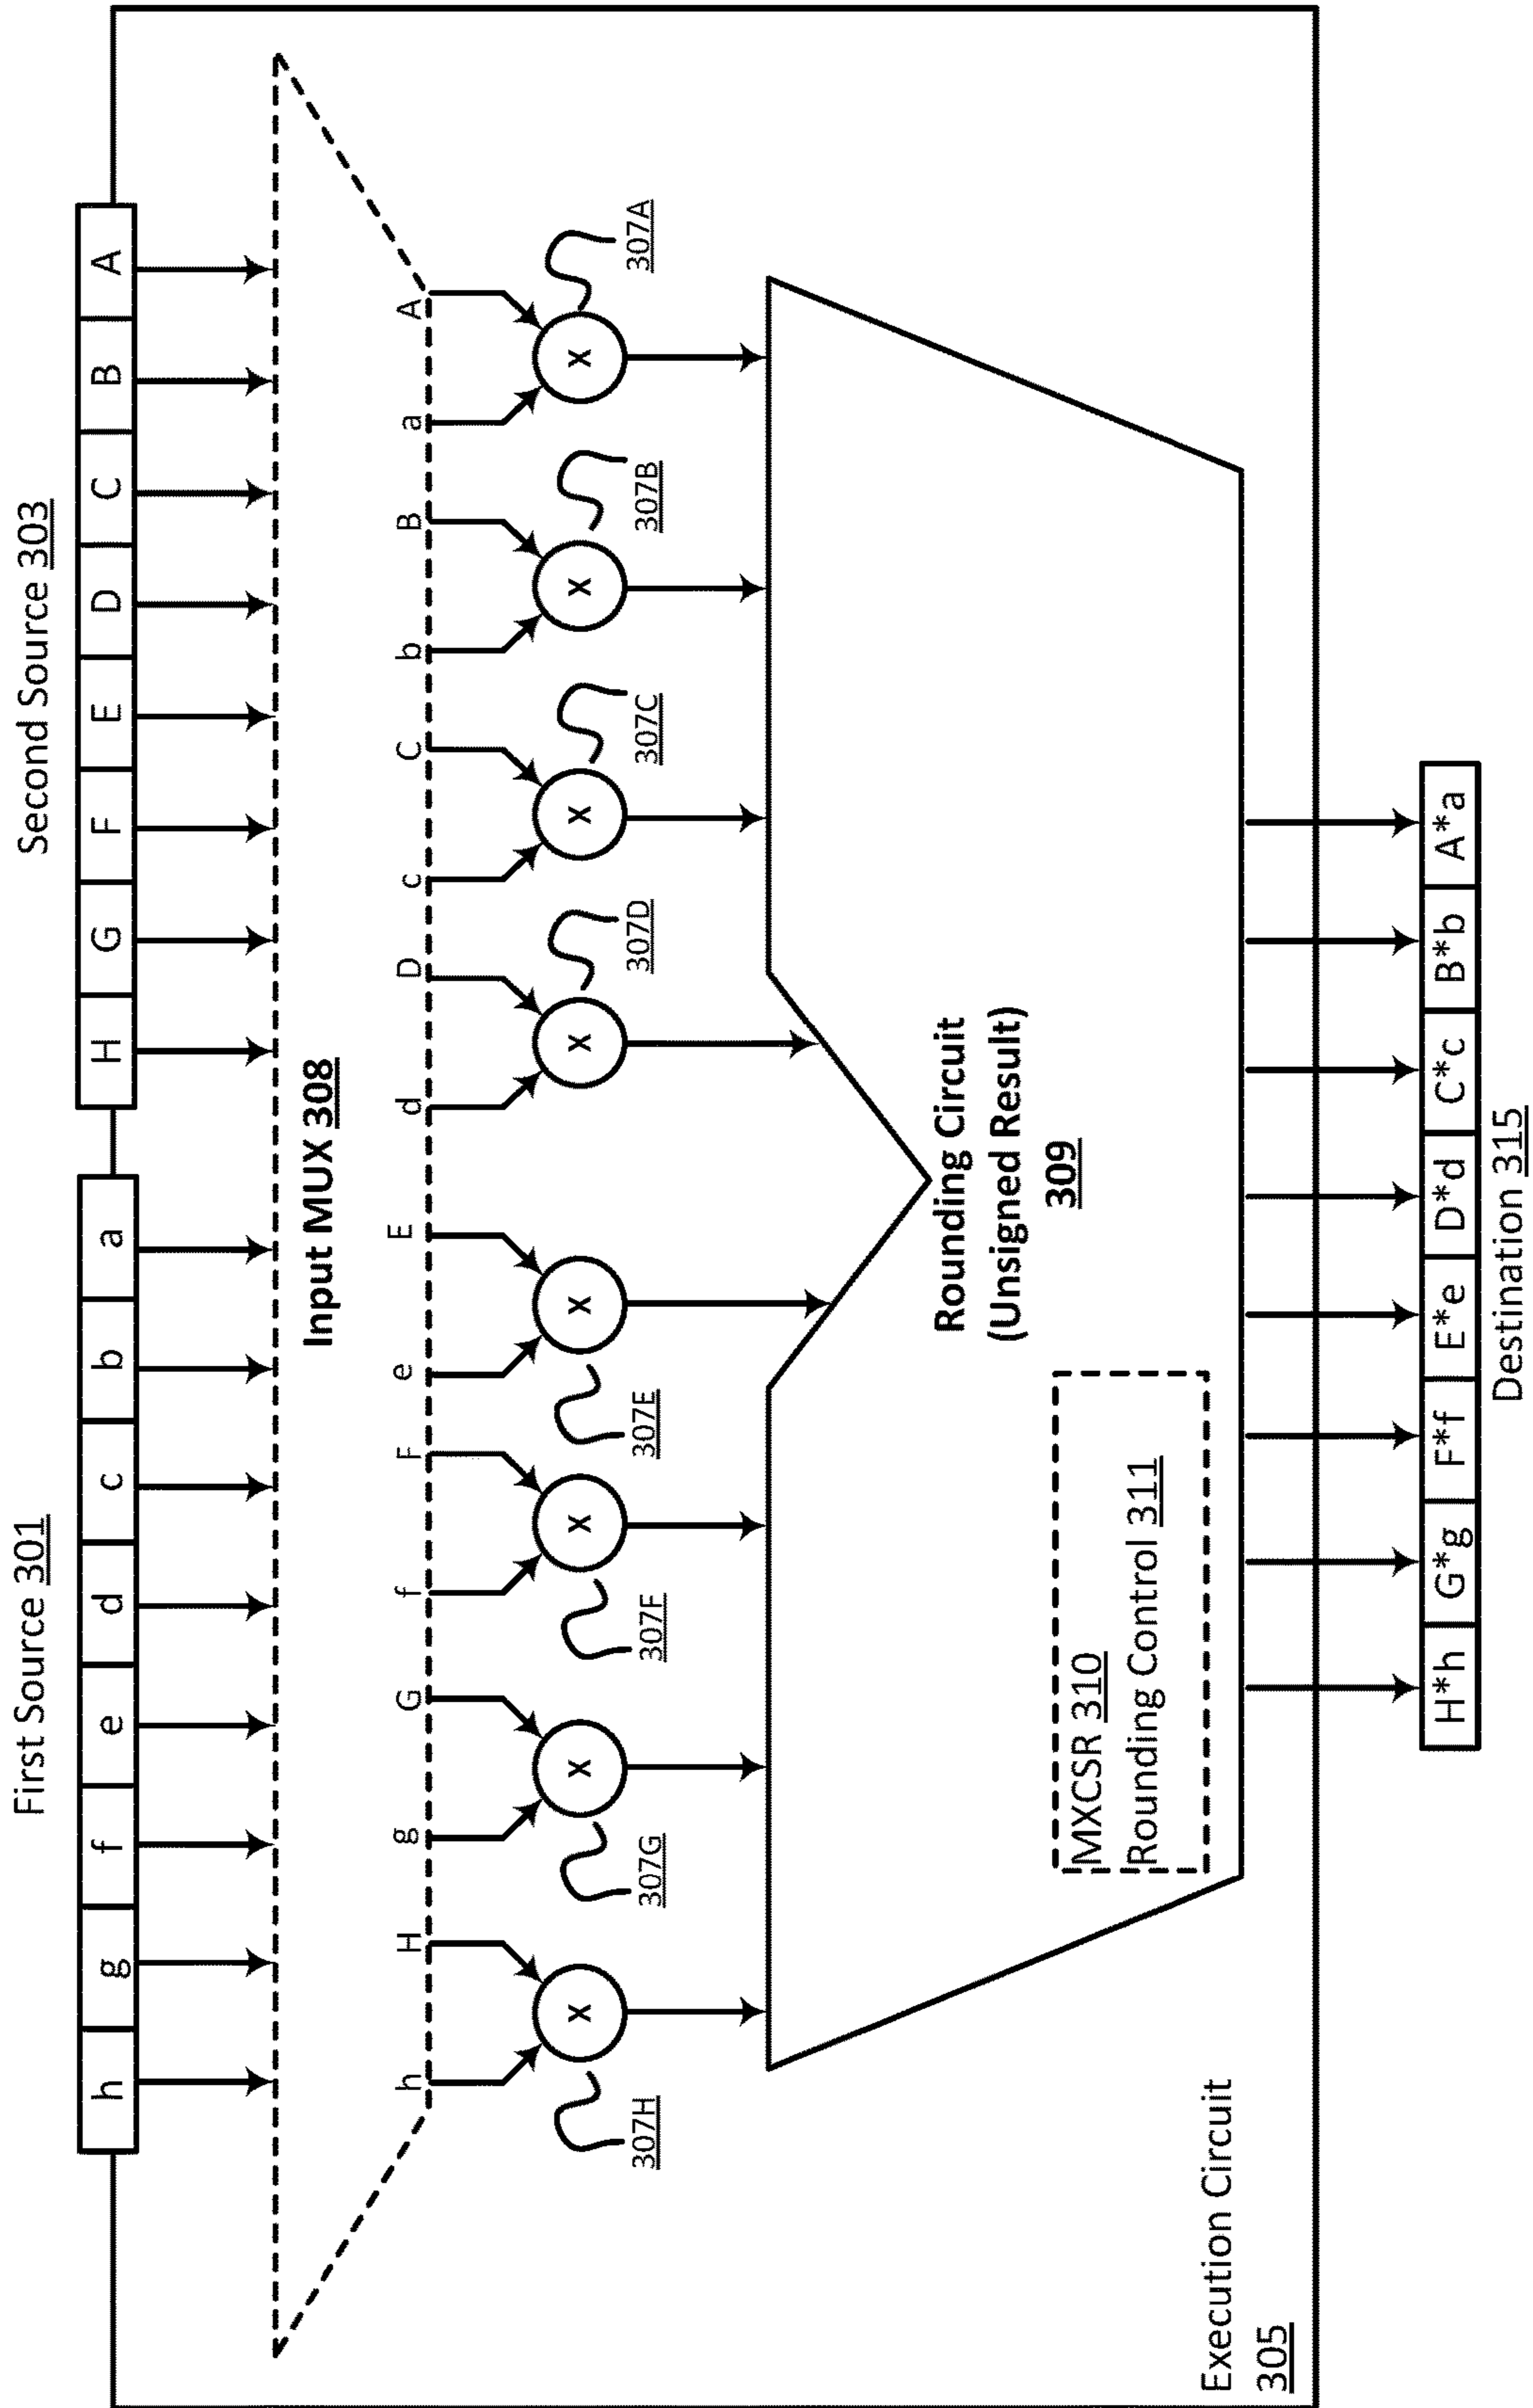 First Source 301
Second Source 303
h g f e d c b a
H G F E D C B A
Input MUX 308
h H g G f F e E d D c C b B a A
x x x x x x x x
307H 307G 307F 307E 307D 307C 307B 307A
Rounding Circuit
(Unsigned Result)
309
MXCSR 310
Rounding Control 311
Execution Circuit
305
H*h G*g F*f E*e D*d C*c B*b A*a
Destination 315